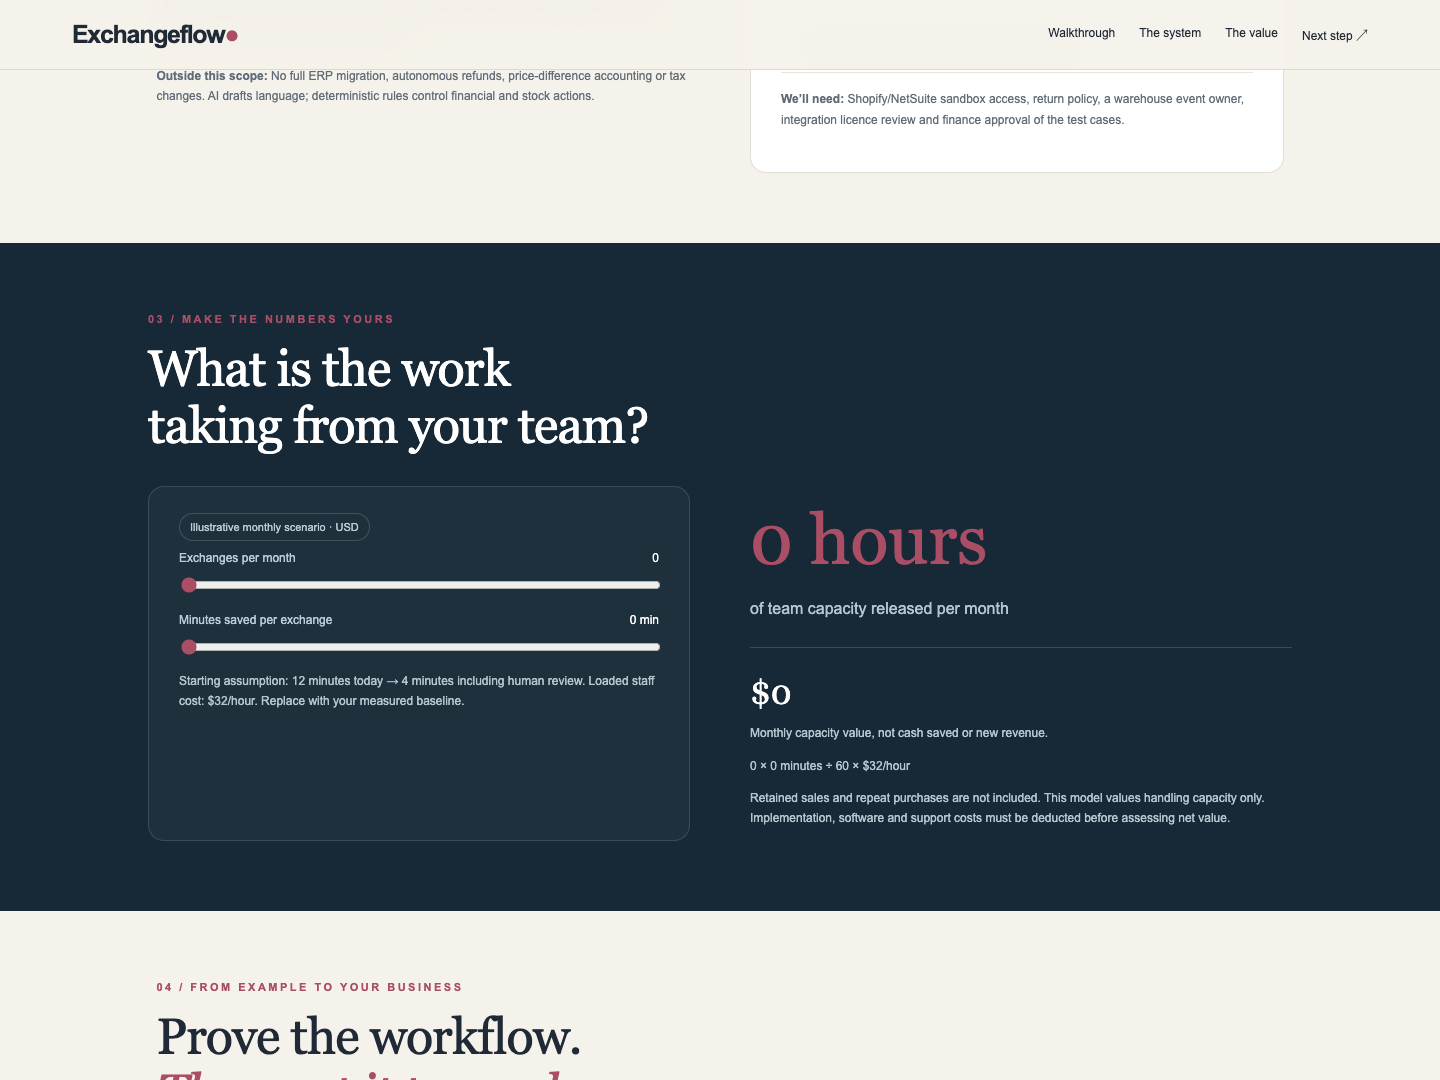 Exchangeflow
Walkthrough
The system
The value
Next step ↗
Outside this scope: No full ERP migration, autonomous refunds, price-difference accounting or tax
changes. AI drafts language; deterministic rules control financial and stock actions.
We’ll need: Shopify/NetSuite sandbox access, return policy, a warehouse event owner,
integration licence review and finance approval of the test cases.
03 / MAKE THE NUMBERS YOURS
What is the work
taking from your team?
Illustrative monthly scenario · USD
Exchanges per month
0
Minutes saved per exchange
0 min
Starting assumption: 12 minutes today → 4 minutes including human review. Loaded staff
cost: $32/hour. Replace with your measured baseline.
0 hours
of team capacity released per month
$0
Monthly capacity value, not cash saved or new revenue.
0 × 0 minutes ÷ 60 × $32/hour
Retained sales and repeat purchases are not included. This model values handling capacity only.
Implementation, software and support costs must be deducted before assessing net value.
04 / FROM EXAMPLE TO YOUR BUSINESS
Prove the workflow.